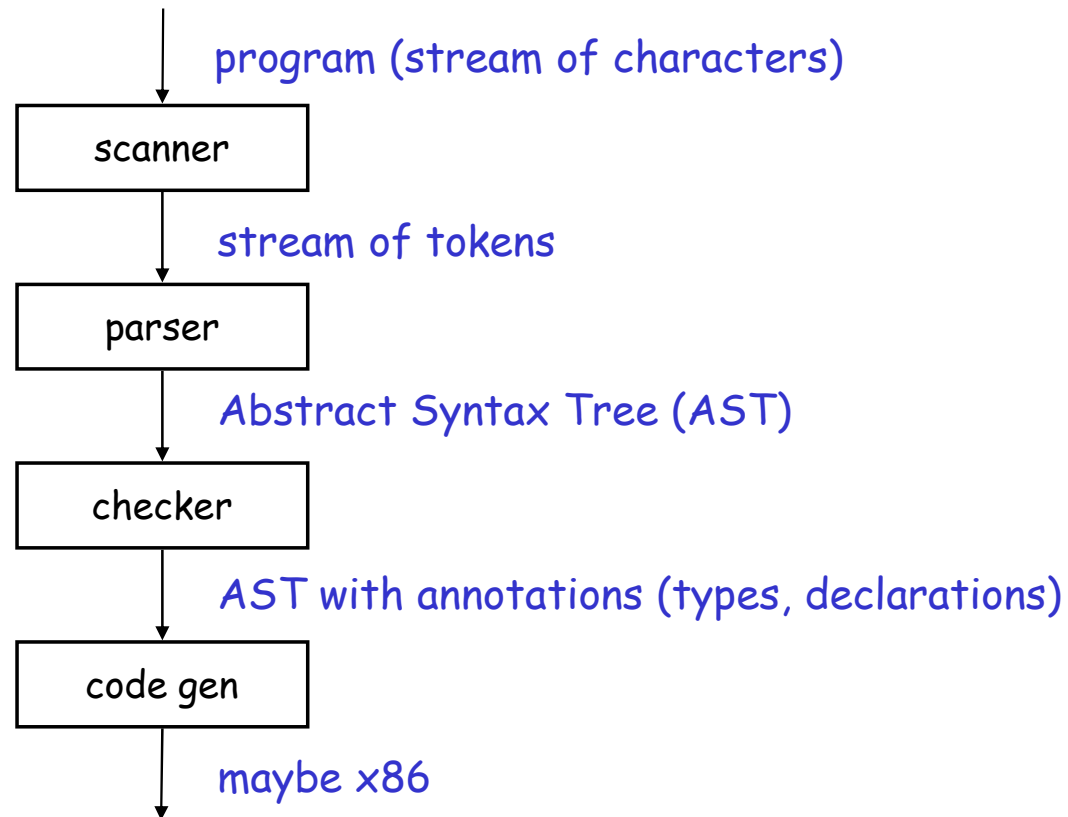 program (stream of characters)
scanner
stream of tokens
parser
Abstract Syntax Tree (AST)
checker
AST with annotations (types, declarations)
code gen
maybe x86